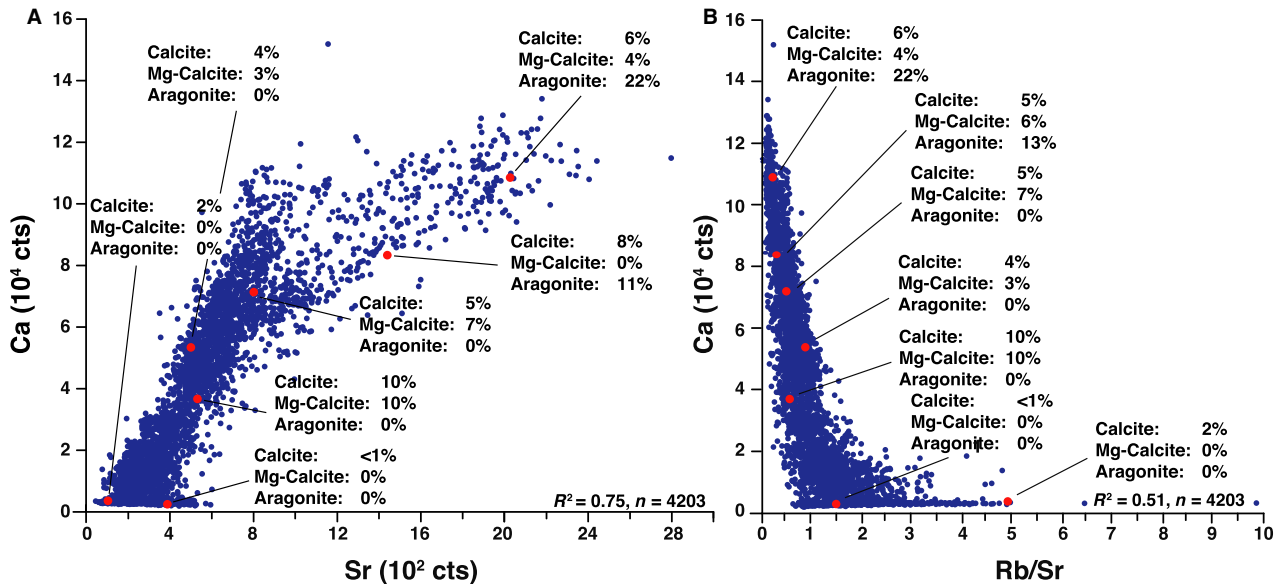 A
16
14
12
10
8
6
4
2
0
Ca (10⁴ cts)
0 4 8 12 16 20 24 28
Sr (10² cts)
Calcite: 4%
Mg-Calcite: 3%
Aragonite: 0%
Calcite: 6%
Mg-Calcite: 4%
Aragonite: 22%
Calcite: 2%
Mg-Calcite: 0%
Aragonite: 0%
Calcite: 8%
Mg-Calcite: 0%
Aragonite: 11%
Calcite: 5%
Mg-Calcite: 7%
Aragonite: 0%
Calcite: 10%
Mg-Calcite: 10%
Aragonite: 0%
Calcite: <1%
Mg-Calcite: 0%
Aragonite: 0%
R² = 0.75, n = 4203
B
16
14
12
10
8
6
4
2
0
Ca (10⁴ cts)
0 1 2 3 4 5 6 7 8 9 10
Rb/Sr
Calcite: 6%
Mg-Calcite: 4%
Aragonite: 22%
Calcite: 5%
Mg-Calcite: 6%
Aragonite: 13%
Calcite: 5%
Mg-Calcite: 7%
Aragonite: 0%
Calcite: 4%
Mg-Calcite: 3%
Aragonite: 0%
Calcite: 10%
Mg-Calcite: 10%
Aragonite: 0%
Calcite: <1%
Mg-Calcite: 0%
Aragonite: 0%
Calcite: 2%
Mg-Calcite: 0%
Aragonite: 0%
R² = 0.51, n = 4203